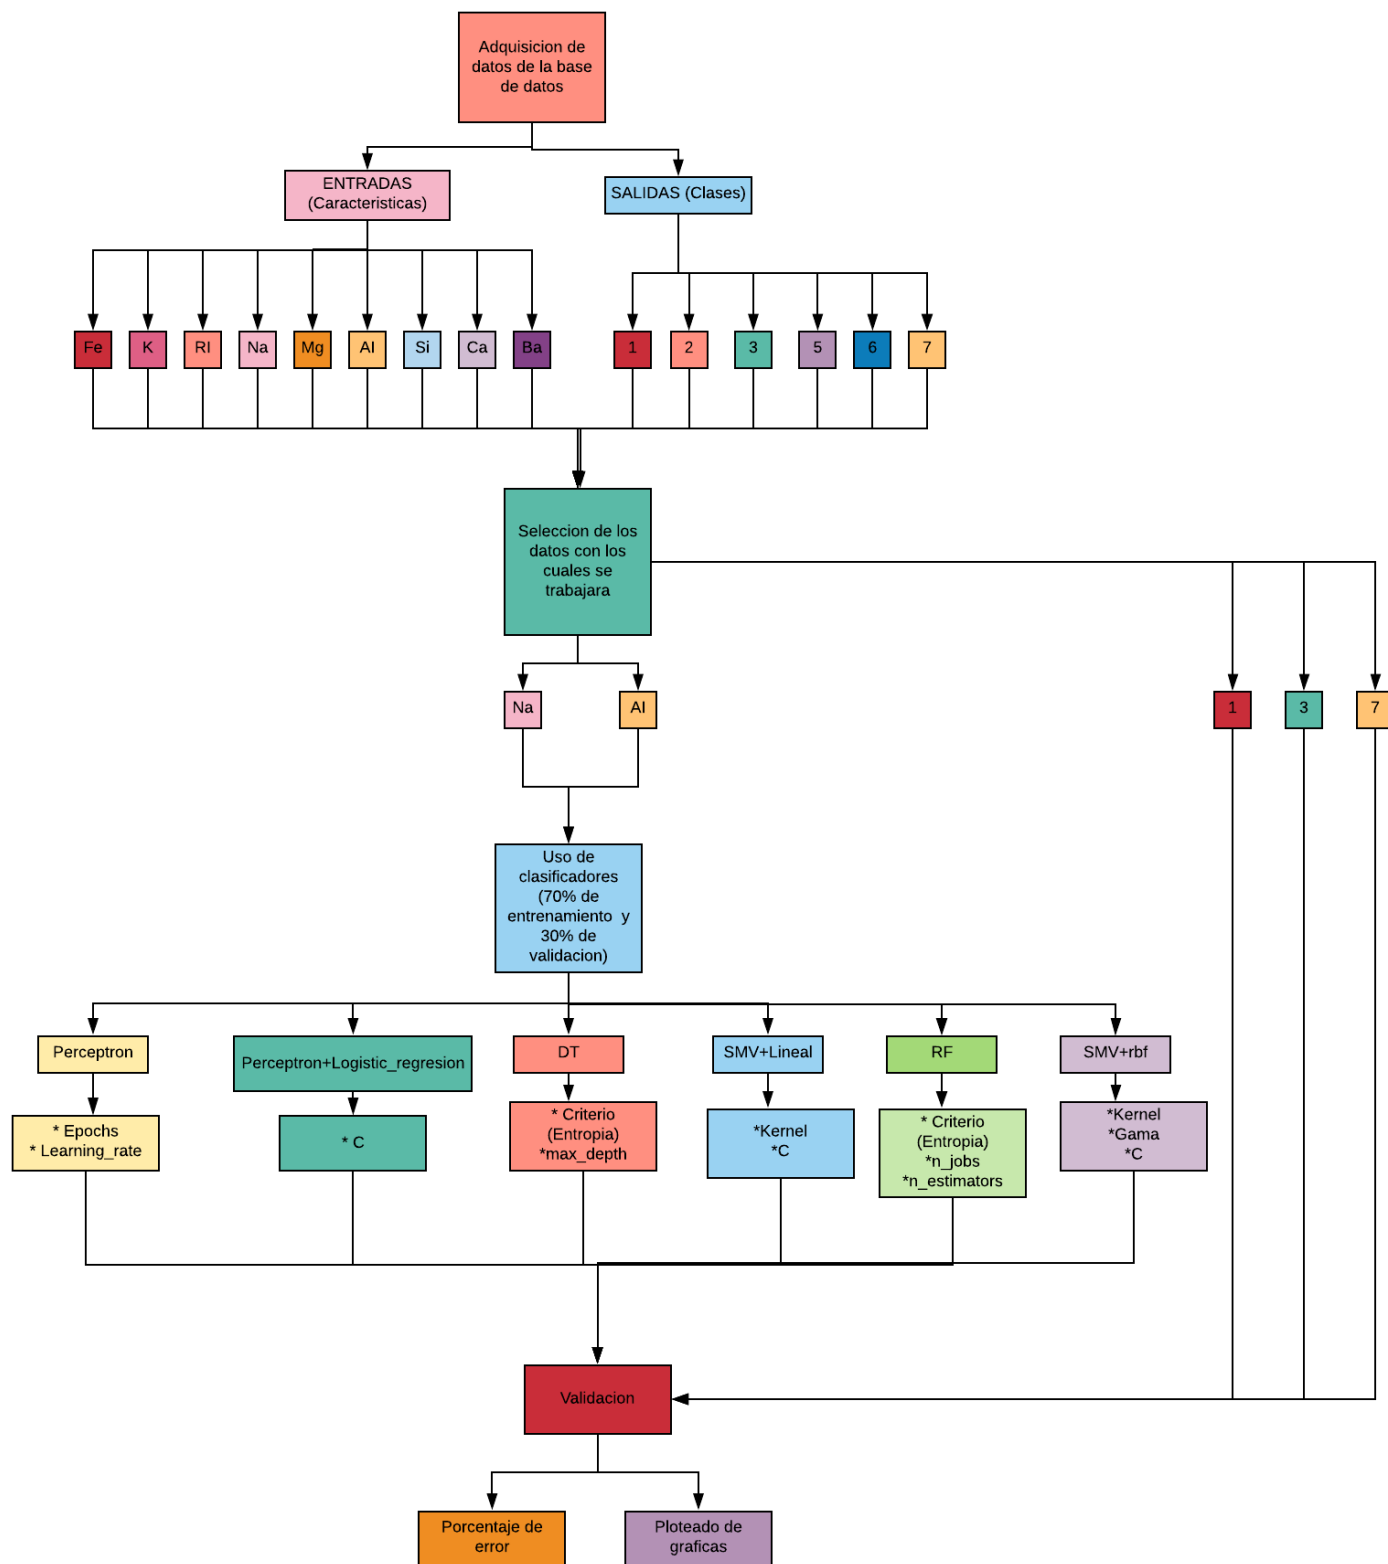 Adquisicion de
datos de la base
de datos
ENTRADAS
(Caracteristicas)
SALIDAS (Clases)
Fe
K
RI
Na
Mg
Al
Si
Ca
Ba
1
2
3
5
6
7
Seleccion de los
datos con los
cuales se
trabajara
Na
Al
1
3
7
Uso de
clasificadores
(70% de
entrenamiento y
30% de
validacion)
Perceptron
Perceptron+Logistic_regresion
DT
SMV+Lineal
RF
SMV+rbf
* Epochs
* Learning_rate
* C
* Criterio
(Entropia)
*max_depth
*Kernel
*C
* Criterio
(Entropia)
*n_jobs
*n_estimators
*Kernel
*Gama
*C
Validacion
Porcentaje de
error
Ploteado de
graficas